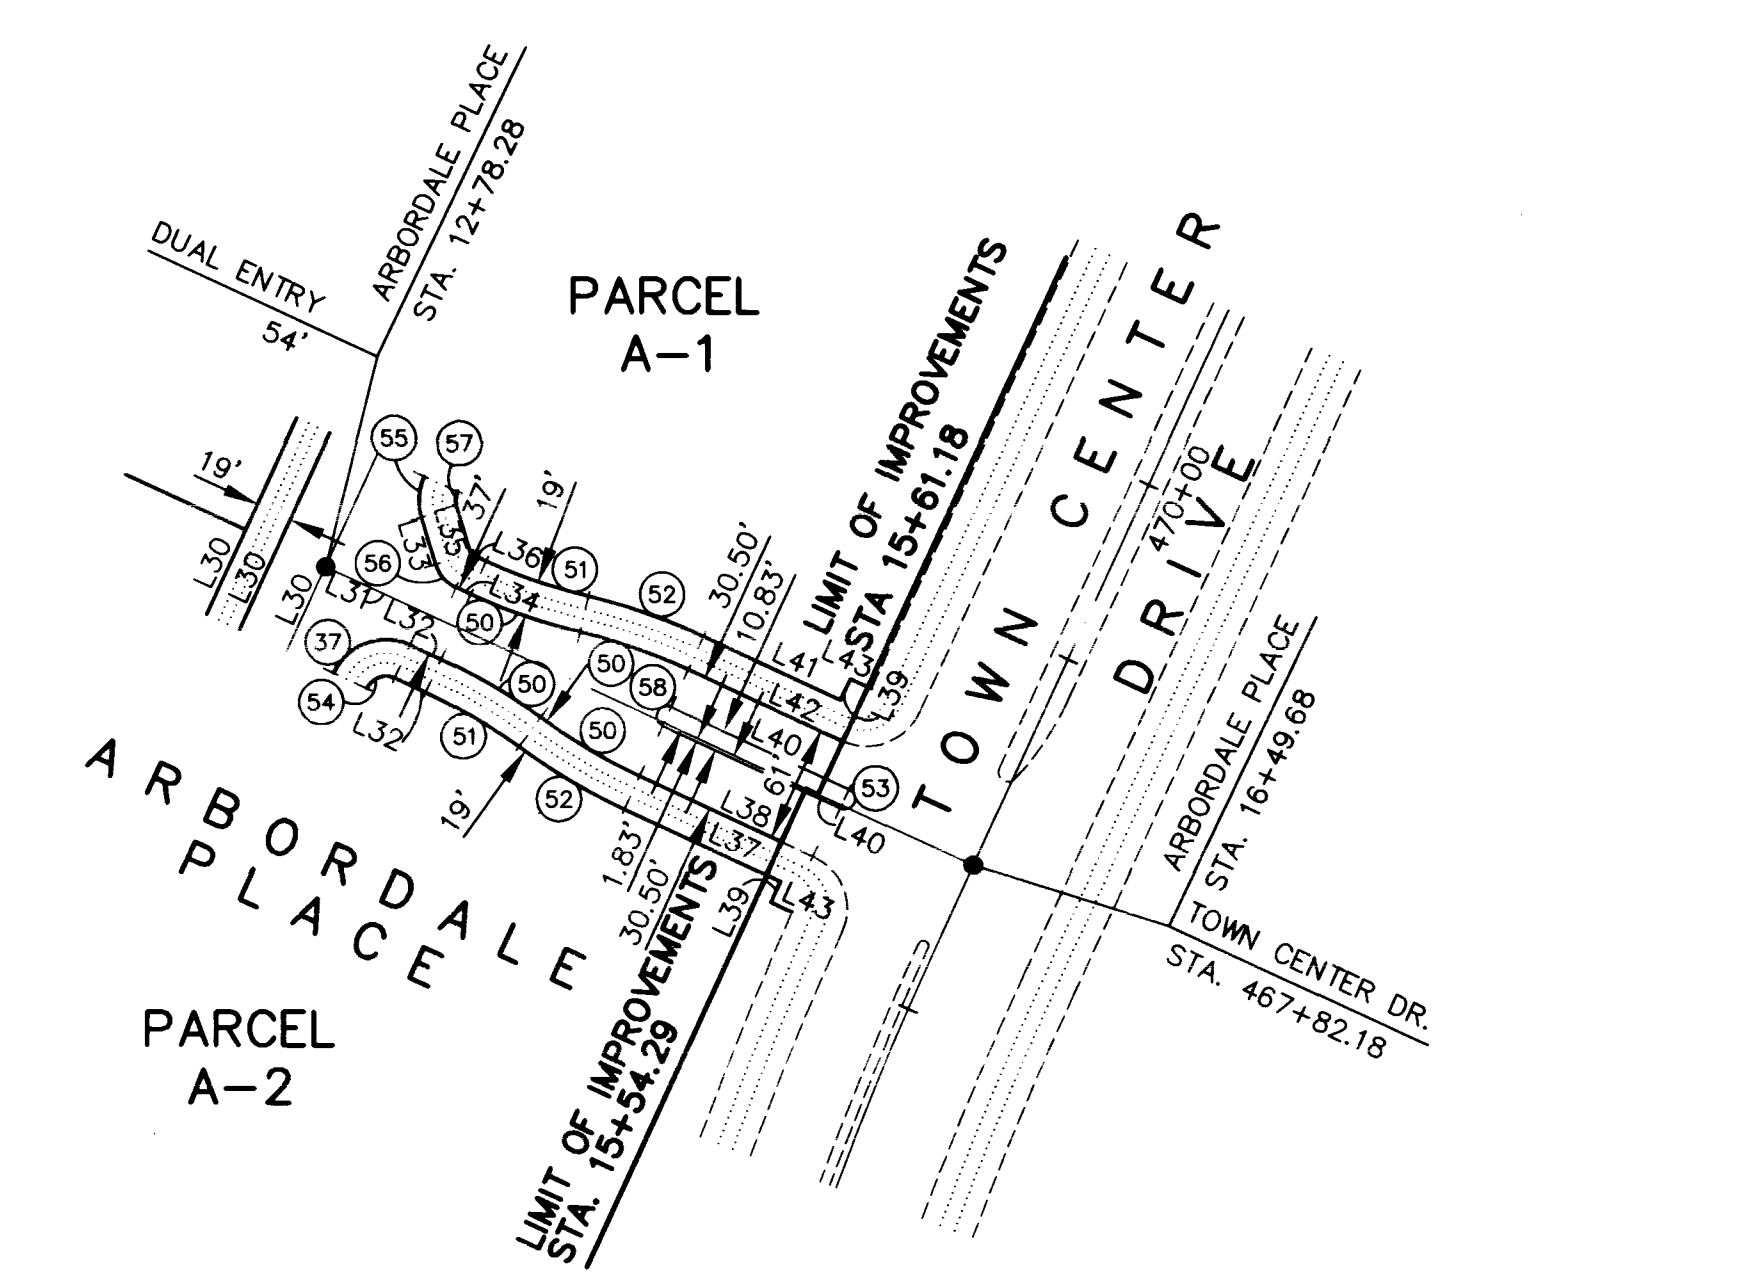 ARBORDALE PLACE
STA. 12+78.28
DUAL ENTRY
54'
PARCEL
A-1
LIMIT OF IMPROVEMENTS
STA 15+61.18
TOWN CENTER
DRIVE
470+00
55
57
19'
37'
19'
L30
L30
L30
L31
L32
56
L33
L35
L36
L34
51
52
50
37
54
L32
50
50
58
50
51
52
19'
30.50'
10.83'
L41
L43
L39
L42
L40
61'
53
L40
L38
L37
1.83'
30.50'
L39
L43
ARBORDALE
PLACE
PARCEL
A-2
LIMIT OF IMPROVEMENTS
STA. 15+54.29
ARBORDALE PLACE
STA. 16+49.68
TOWN CENTER DR.
STA. 467+82.18